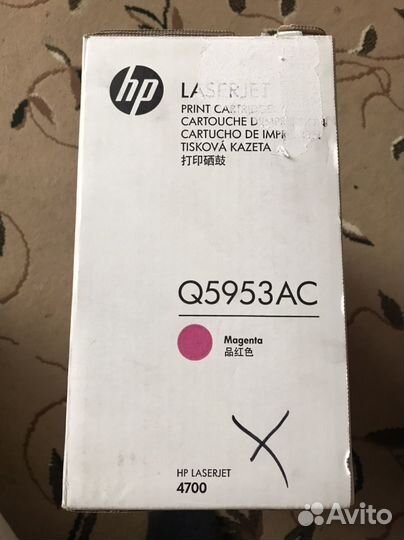 hp
LASERJET
PRINT CARTRIDGE
CARTOUCHE D'IMPRESSION
CARTUCHO DE IMPRESIÓN
TISKOVÁ KAZETA
打印硒鼓
Q5953AC
Magenta
品红色
HP LASERJET
4700
Avito